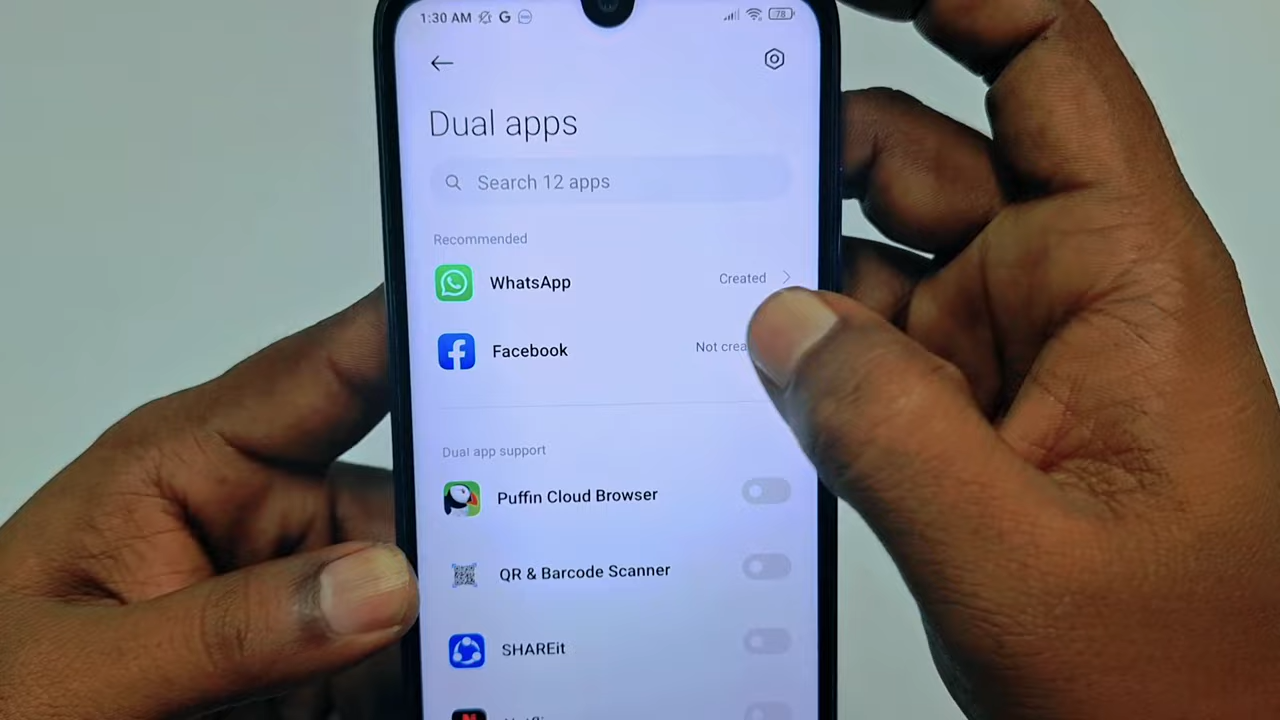 1:30 AM
78
Dual apps
Search 12 apps
Recommended
WhatsApp
Created
Facebook
Not
Dual app support
Puffin Cloud Browser
QR & Barcode Scanner
SHAREit